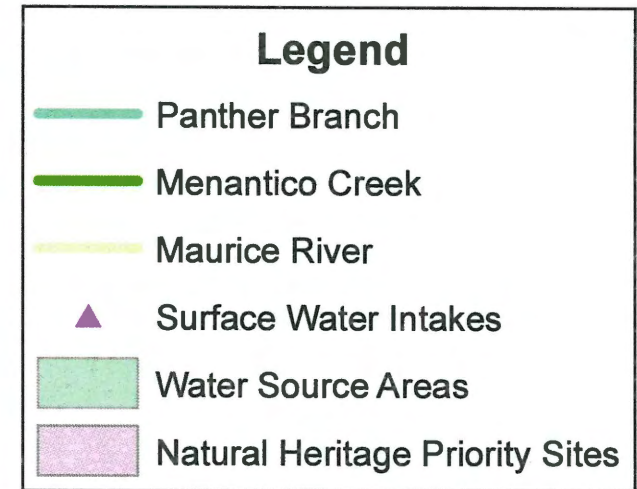 Legend
Panther Branch
Menantico Creek
Maurice River
Surface Water Intakes
Water Source Areas
Natural Heritage Priority Sites